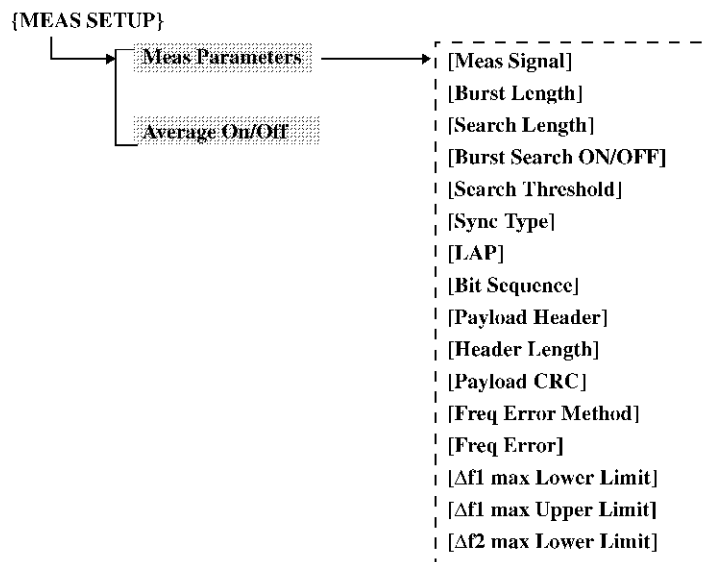 {MEAS SETUP}
Meas Parameters
Average On/Off
[Meas Signal]
[Burst Length]
[Search Length]
[Burst Search ON/OFF]
[Search Threshold]
[Sync Type]
[LAP]
[Bit Sequence]
[Payload Header]
[Header Length]
[Payload CRC]
[Freq Error Method]
[Freq Error]
[Δf1 max Lower Limit]
[Δf1 max Upper Limit]
[Δf2 max Lower Limit]